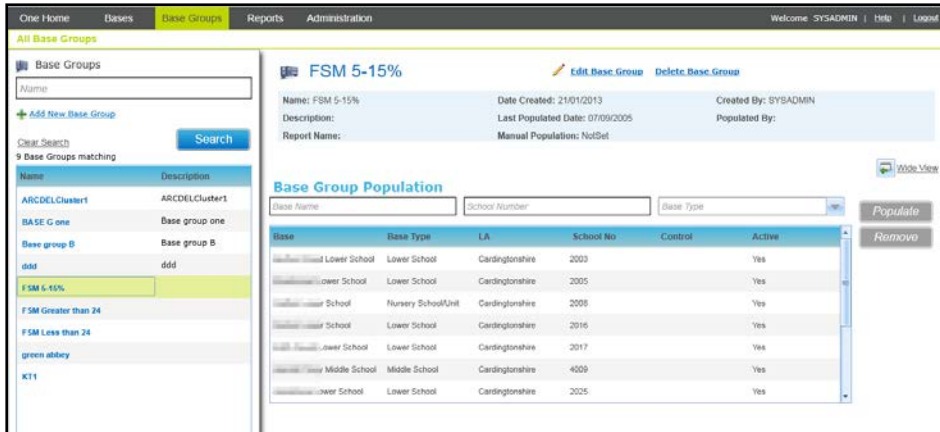 One Home Bases Base Groups Reports Administration Welcome SYSADMIN | Help | Logout
All Base Groups
Base Groups
Name
Add New Base Group
Clear Search Search
9 Base Groups matching
Name Description
ARCDELCluster1 ARCDELCluster1
BASE G one Base group one
Base group B Base group B
ddd ddd
FSM 5-15%
FSM Greater than 24
FSM Less than 24
green abbey
KT1
FSM 5-15% Edit Base Group Delete Base Group
Name: FSM 5-15% Date Created: 21/01/2013 Created By: SYSADMIN
Description: Last Populated Date: 07/09/2005 Populated By:
Report Name: Manual Population: NotSet
Wide View
Base Group Population
Base Name School Number Base Type Populate
Remove
Base Base Type LA School No Control Active
Lower School Lower School Cardingtonshire 2003 Yes
ower School Lower School Cardingtonshire 2005 Yes
School Nursery School/Unit Cardingtonshire 2008 Yes
School Lower School Cardingtonshire 2016 Yes
ower School Lower School Cardingtonshire 2017 Yes
Middle School Middle School Cardingtonshire 4009 Yes
ower School Lower School Cardingtonshire 2025 Yes